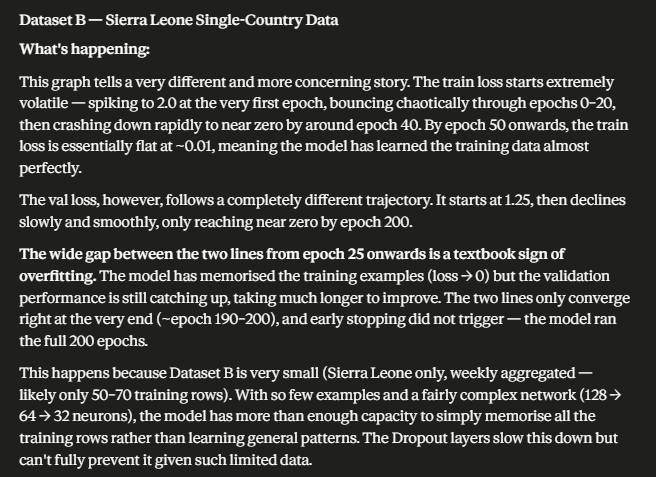 Dataset B — Sierra Leone Single-Country Data
What's happening:
This graph tells a very different and more concerning story. The train loss starts extremely
volatile — spiking to 2.0 at the very first epoch, bouncing chaotically through epochs 0–20,
then crashing down rapidly to near zero by around epoch 40. By epoch 50 onwards, the train
loss is essentially flat at ~0.01, meaning the model has learned the training data almost
perfectly.
The val loss, however, follows a completely different trajectory. It starts at 1.25, then declines
slowly and smoothly, only reaching near zero by epoch 200.
The wide gap between the two lines from epoch 25 onwards is a textbook sign of
overfitting. The model has memorised the training examples (loss → 0) but the validation
performance is still catching up, taking much longer to improve. The two lines only converge
right at the very end (~epoch 190–200), and early stopping did not trigger — the model ran
the full 200 epochs.
This happens because Dataset B is very small (Sierra Leone only, weekly aggregated —
likely only 50–70 training rows). With so few examples and a fairly complex network (128 →
64 → 32 neurons), the model has more than enough capacity to simply memorise all the
training rows rather than learning general patterns. The Dropout layers slow this down but
can't fully prevent it given such limited data.